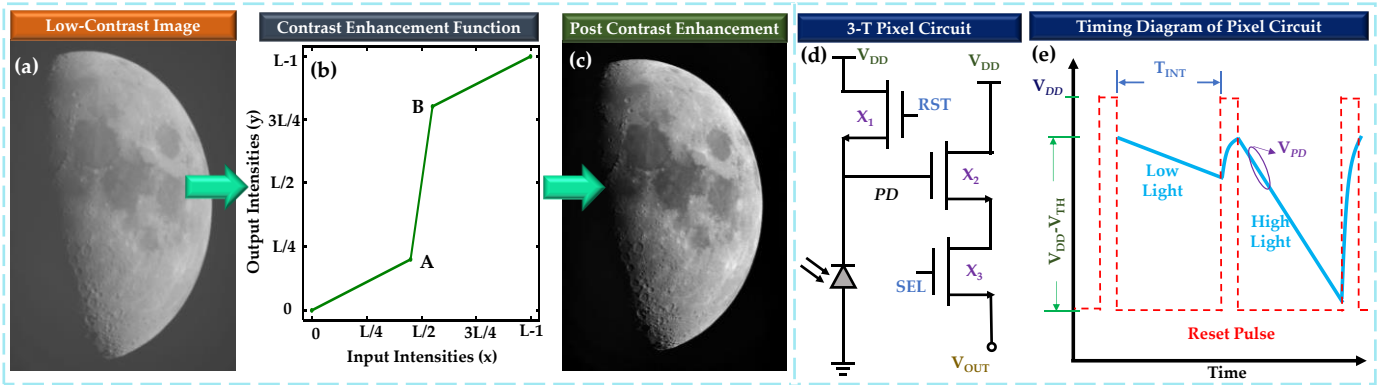 Low-Contrast Image
(a)
Contrast Enhancement Function
(b)
Output Intensities (y)
L-1
3L/4
L/2
L/4
0
B
A
0
L/4
L/2
3L/4
L-1
Input Intensities (x)
Post Contrast Enhancement
(c)
3-T Pixel Circuit
(d)
VDD
VDD
RST
X1
X2
PD
X3
SEL
VOUT
Timing Diagram of Pixel Circuit
(e)
TINT
VDD
VPD
Low
Light
High
Light
VDD-VTH
Reset Pulse
Time